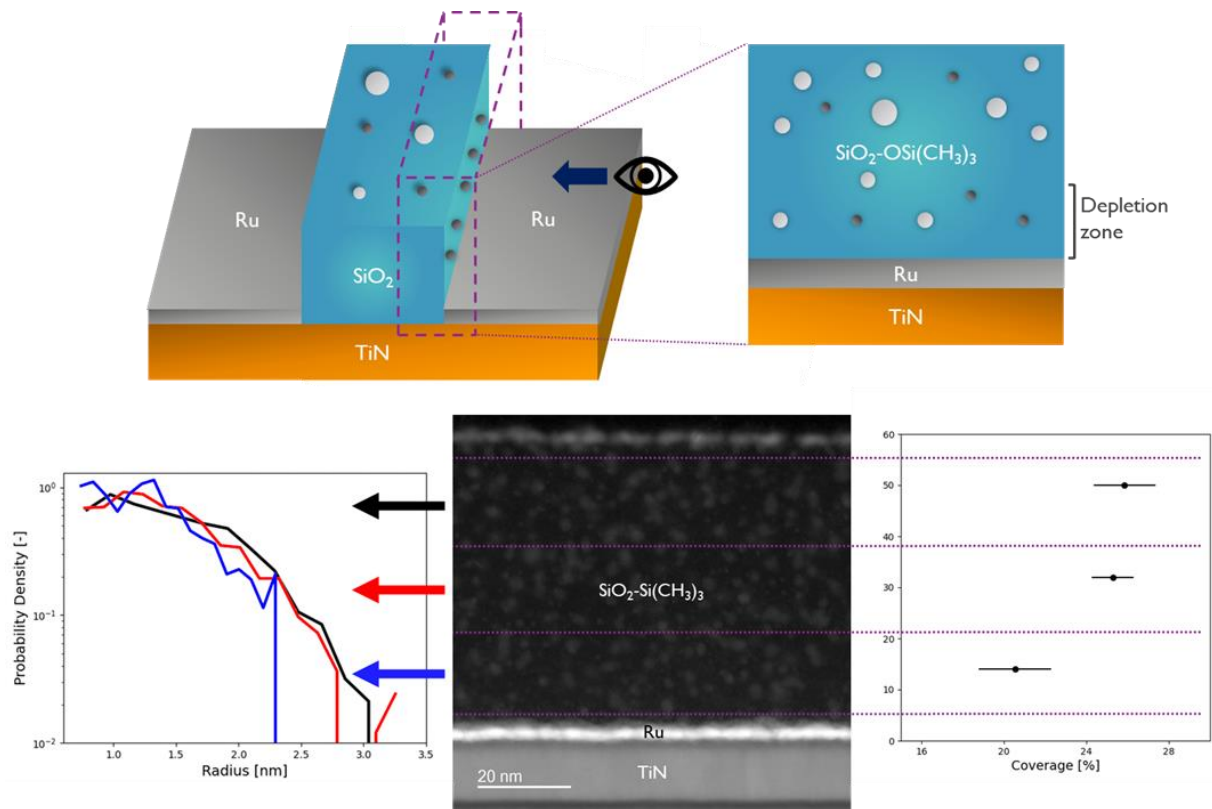 SiO2-OSi(CH3)3
Depletion
zone
Ru
Ru
Ru
SiO2
TiN
TiN
60
50
40
30
20
10
0
16
20
24
28
Coverage [%]
10^0
10^-1
10^-2
Probability Density [-]
1.0
1.5
2.0
2.5
3.0
3.5
Radius [nm]
SiO2-Si(CH3)3
Ru
TiN
20 nm